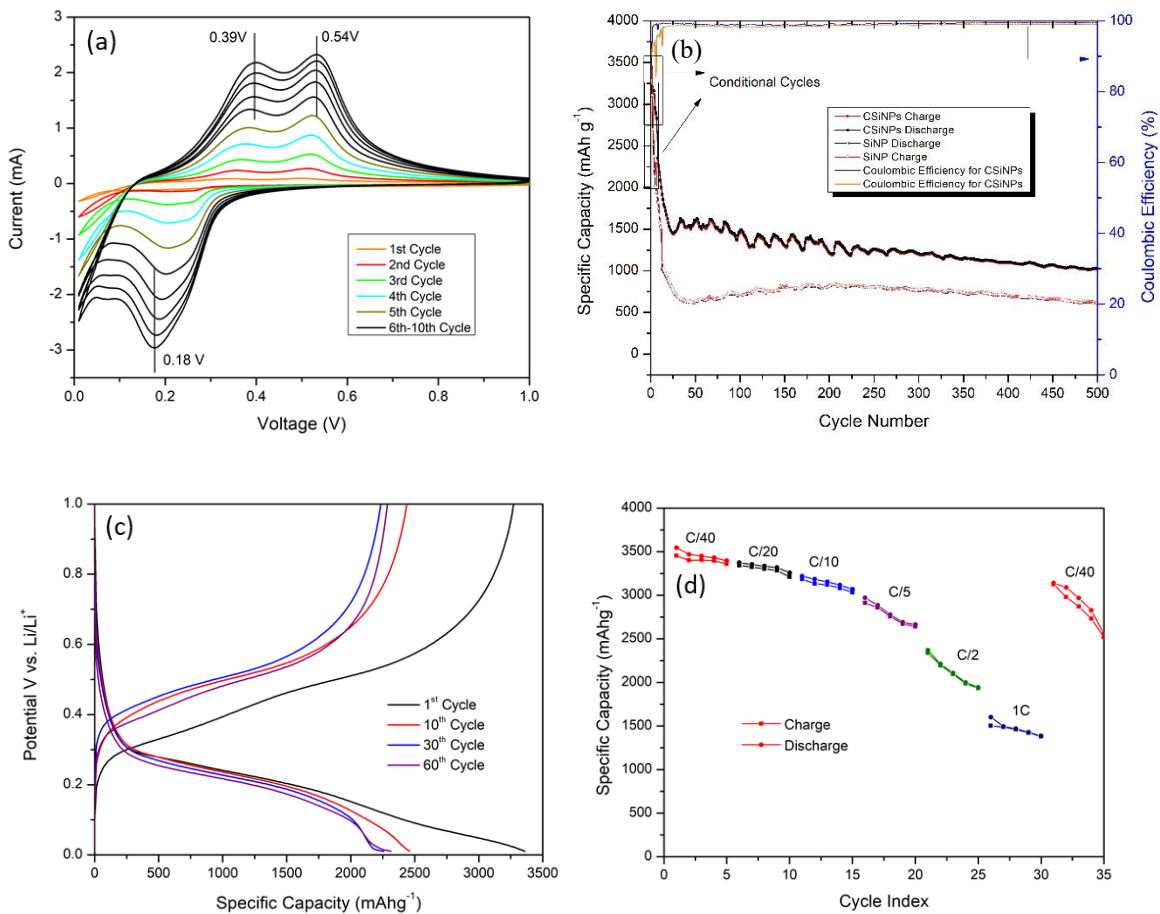 (a)
3
2
1
0
-1
-2
-3
0.39V
0.54V
0.18 V
1st Cycle
2nd Cycle
3rd Cycle
4th Cycle
5th Cycle
6th-10th Cycle
0.0 0.2 0.4 0.6 0.8 1.0
Current (mA)
Voltage (V)
(b)
4000
3500
3000
2500
2000
1500
1000
500
0
Conditional Cycles
CSiNPs Charge
CSiNPs Discharge
SiNP Discharge
SiNP Charge
Coulombic Efficiency for CSiNPs
Coulombic Efficiency for CSiNPs
100
80
60
40
20
0
0 50 100 150 200 250 300 350 400 450 500
Specific Capacity (mAh g⁻¹)
Coulombic Efficiency (%)
Cycle Number
(c)
1.0
0.8
0.6
0.4
0.2
0.0
1st Cycle
10th Cycle
30th Cycle
60th Cycle
0 500 1000 1500 2000 2500 3000 3500
Potential V vs. Li/Li⁺
Specific Capacity (mAhg⁻¹)
(d)
4000
3500
3000
2500
2000
1500
1000
500
0
C/40
C/20
C/10
C/5
C/2
1C
C/40
Charge
Discharge
0 5 10 15 20 25 30 35
Specific Capacity (mAhg⁻¹)
Cycle Index